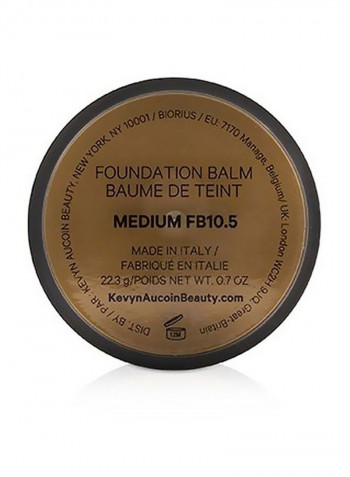 DIST. BY / PAR: KEVYN AUCOIN BEAUTY, NEW YORK, NY 10001 / BIORIUS / EU: 7170 Manage, Belgium/ UK: London WC2H 9JQ, Great-Britain
FOUNDATION BALM
BAUME DE TEINT
MEDIUM FB10.5
MADE IN ITALY /
FABRIQUÉ EN ITALIE
22.3 g/POIDS NET WT. 0.7 OZ
KevynAucoinBeauty.com
12M